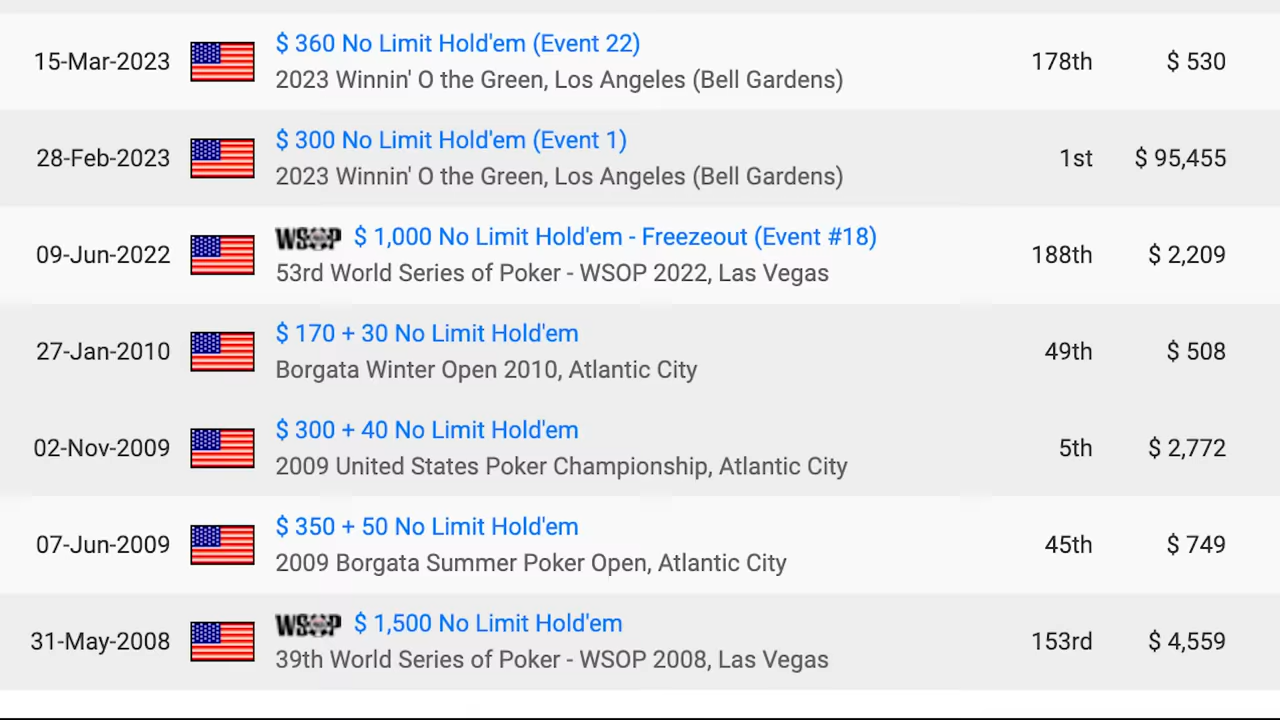 15-Mar-2023
$ 360 No Limit Hold'em (Event 22)
2023 Winnin' O the Green, Los Angeles (Bell Gardens)
178th
$ 530
28-Feb-2023
$ 300 No Limit Hold'em (Event 1)
2023 Winnin' O the Green, Los Angeles (Bell Gardens)
1st
$ 95,455
09-Jun-2022
WSOP $ 1,000 No Limit Hold'em - Freezeout (Event #18)
53rd World Series of Poker - WSOP 2022, Las Vegas
188th
$ 2,209
27-Jan-2010
$ 170 + 30 No Limit Hold'em
Borgata Winter Open 2010, Atlantic City
49th
$ 508
02-Nov-2009
$ 300 + 40 No Limit Hold'em
2009 United States Poker Championship, Atlantic City
5th
$ 2,772
07-Jun-2009
$ 350 + 50 No Limit Hold'em
2009 Borgata Summer Poker Open, Atlantic City
45th
$ 749
31-May-2008
WSOP $ 1,500 No Limit Hold'em
39th World Series of Poker - WSOP 2008, Las Vegas
153rd
$ 4,559